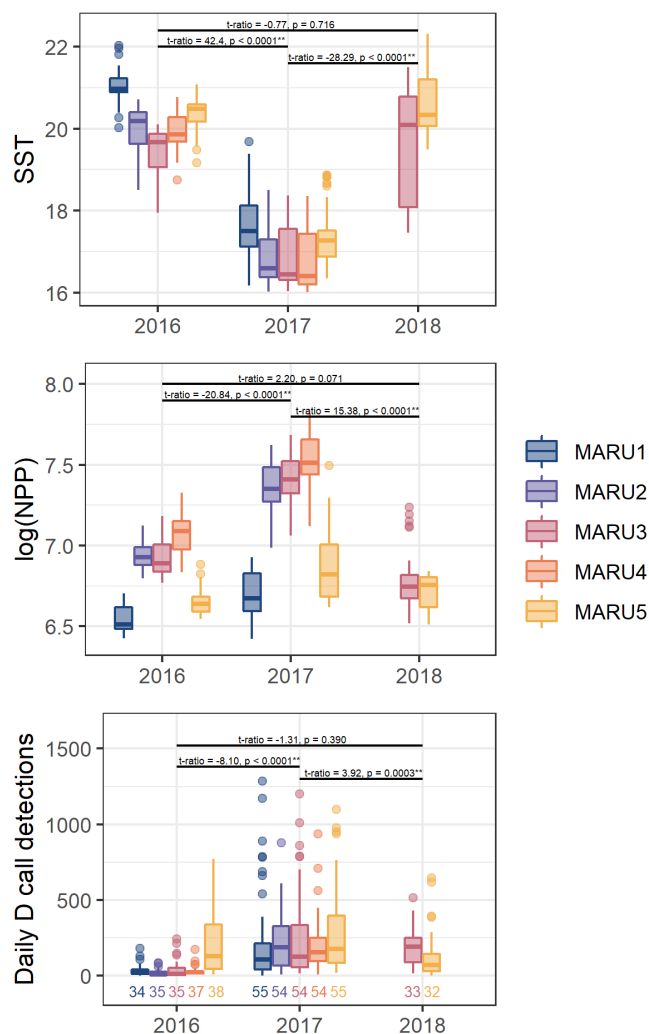 t-ratio = -0.77, p = 0.716
t-ratio = 42.4, p < 0.0001**
t-ratio = -28.29, p < 0.0001**
22
20
18
16
SST
2016 2017 2018
t-ratio = 2.20, p = 0.071
t-ratio = -20.84, p < 0.0001**
t-ratio = 15.38, p < 0.0001**
8.0
7.5
7.0
6.5
log(NPP)
2016 2017 2018
MARU1
MARU2
MARU3
MARU4
MARU5
t-ratio = -1.31, p = 0.390
t-ratio = -8.10, p < 0.0001**
t-ratio = 3.92, p = 0.0003**
1500
1000
500
0
Daily D call detections
34 35 35 37 38 55 54 54 54 55 33 32
2016 2017 2018